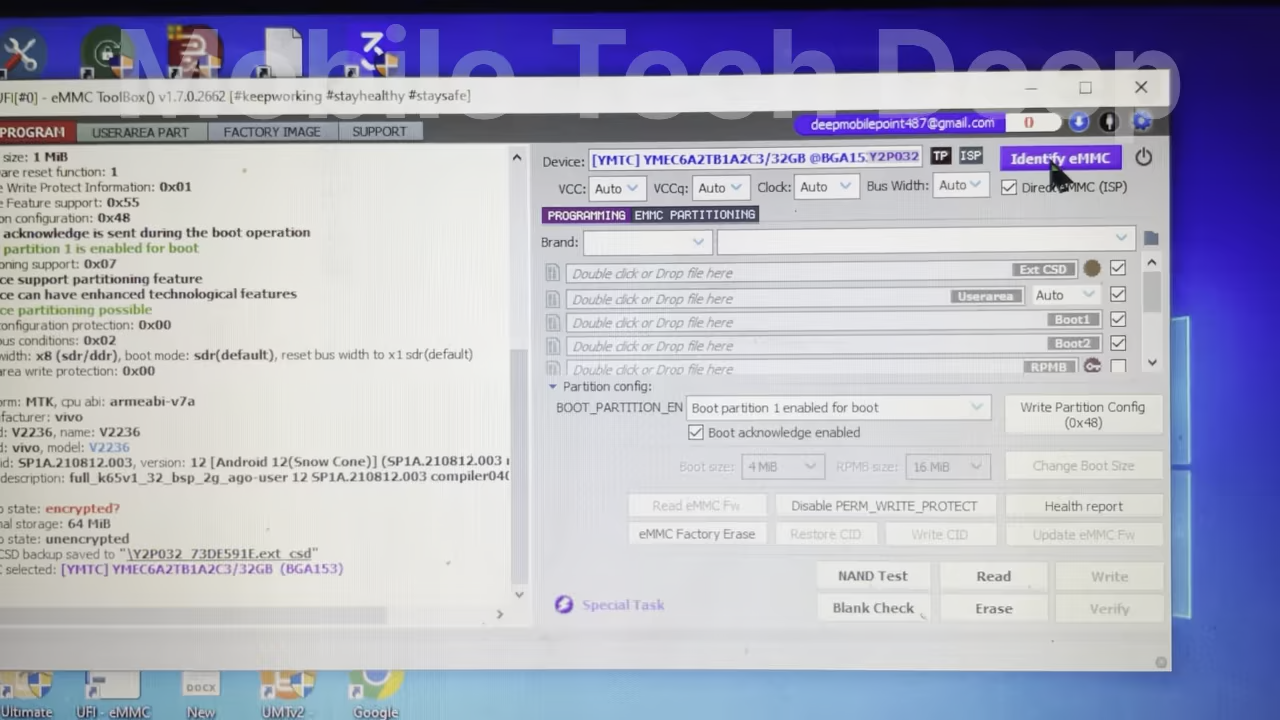 Mobile Tech Deep
UFI[#0] - eMMC ToolBox() v1.7.0.2662 [#keepworking #stayhealthy #staysafe]
PROGRAM USERAREA PART FACTORY IMAGE SUPPORT
deepmobilepoint487@gmail.com 0
size: 1 MiB
are reset function: 1
e Write Protect Information: 0x01
e Feature support: 0x55
on configuration: 0x48
acknowledge is sent during the boot operation
partition 1 is enabled for boot
oning support: 0x07
ce support partitioning feature
ce can have enhanced technological features
ce partitioning possible
onfiguration protection: 0x00
us conditions: 0x02
width: x8 (sdr/ddr), boot mode: sdr(default), reset bus width to x1 sdr(default)
area write protection: 0x00
orm: MTK, cpu abi: armeabi-v7a
facturer: vivo
d: V2236, name: V2236
d: vivo, model: V2236
id: SP1A.210812.003, version: 12 [Android 12(Snow Cone)] (SP1A.210812.003
description: full_k65v1_32_bsp_2g_ago-user 12 SP1A.210812.003 compiler040
o state: encrypted?
nal storage: 64 MiB
o state: unencrypted
CSD backup saved to "\Y2P032_73DE591E.ext_csd"
C selected: [YMTC] YMEC6A2TB1A2C3/32GB (BGA153)
Device: [YMTC] YMEC6A2TB1A2C3/32GB @BGA15 Y2P032 TP ISP Identify eMMC
VCC: Auto VCCq: Auto Clock: Auto Bus Width: Auto Direct eMMC (ISP)
PROGRAMMING EMMC PARTITIONING
Brand:
Double click or Drop file here Ext CSD
Double click or Drop file here Userarea Auto
Double click or Drop file here Boot1
Double click or Drop file here Boot2
Double click or Drop file here RPMB
Partition config:
BOOT_PARTITION_EN Boot partition 1 enabled for boot Write Partition Config
(0x48)
Boot acknowledge enabled
Boot size: 4 MiB RPMB size: 16 MiB Change Boot Size
Read eMMC Fw Disable PERM_WRITE_PROTECT Health report
eMMC Factory Erase Restore CID Write CID Update eMMC Fw
NAND Test Read Write
Special Task
Blank Check Erase Verify
Ultimate UFI - eMMC New UMTv2 - Google
DOCX